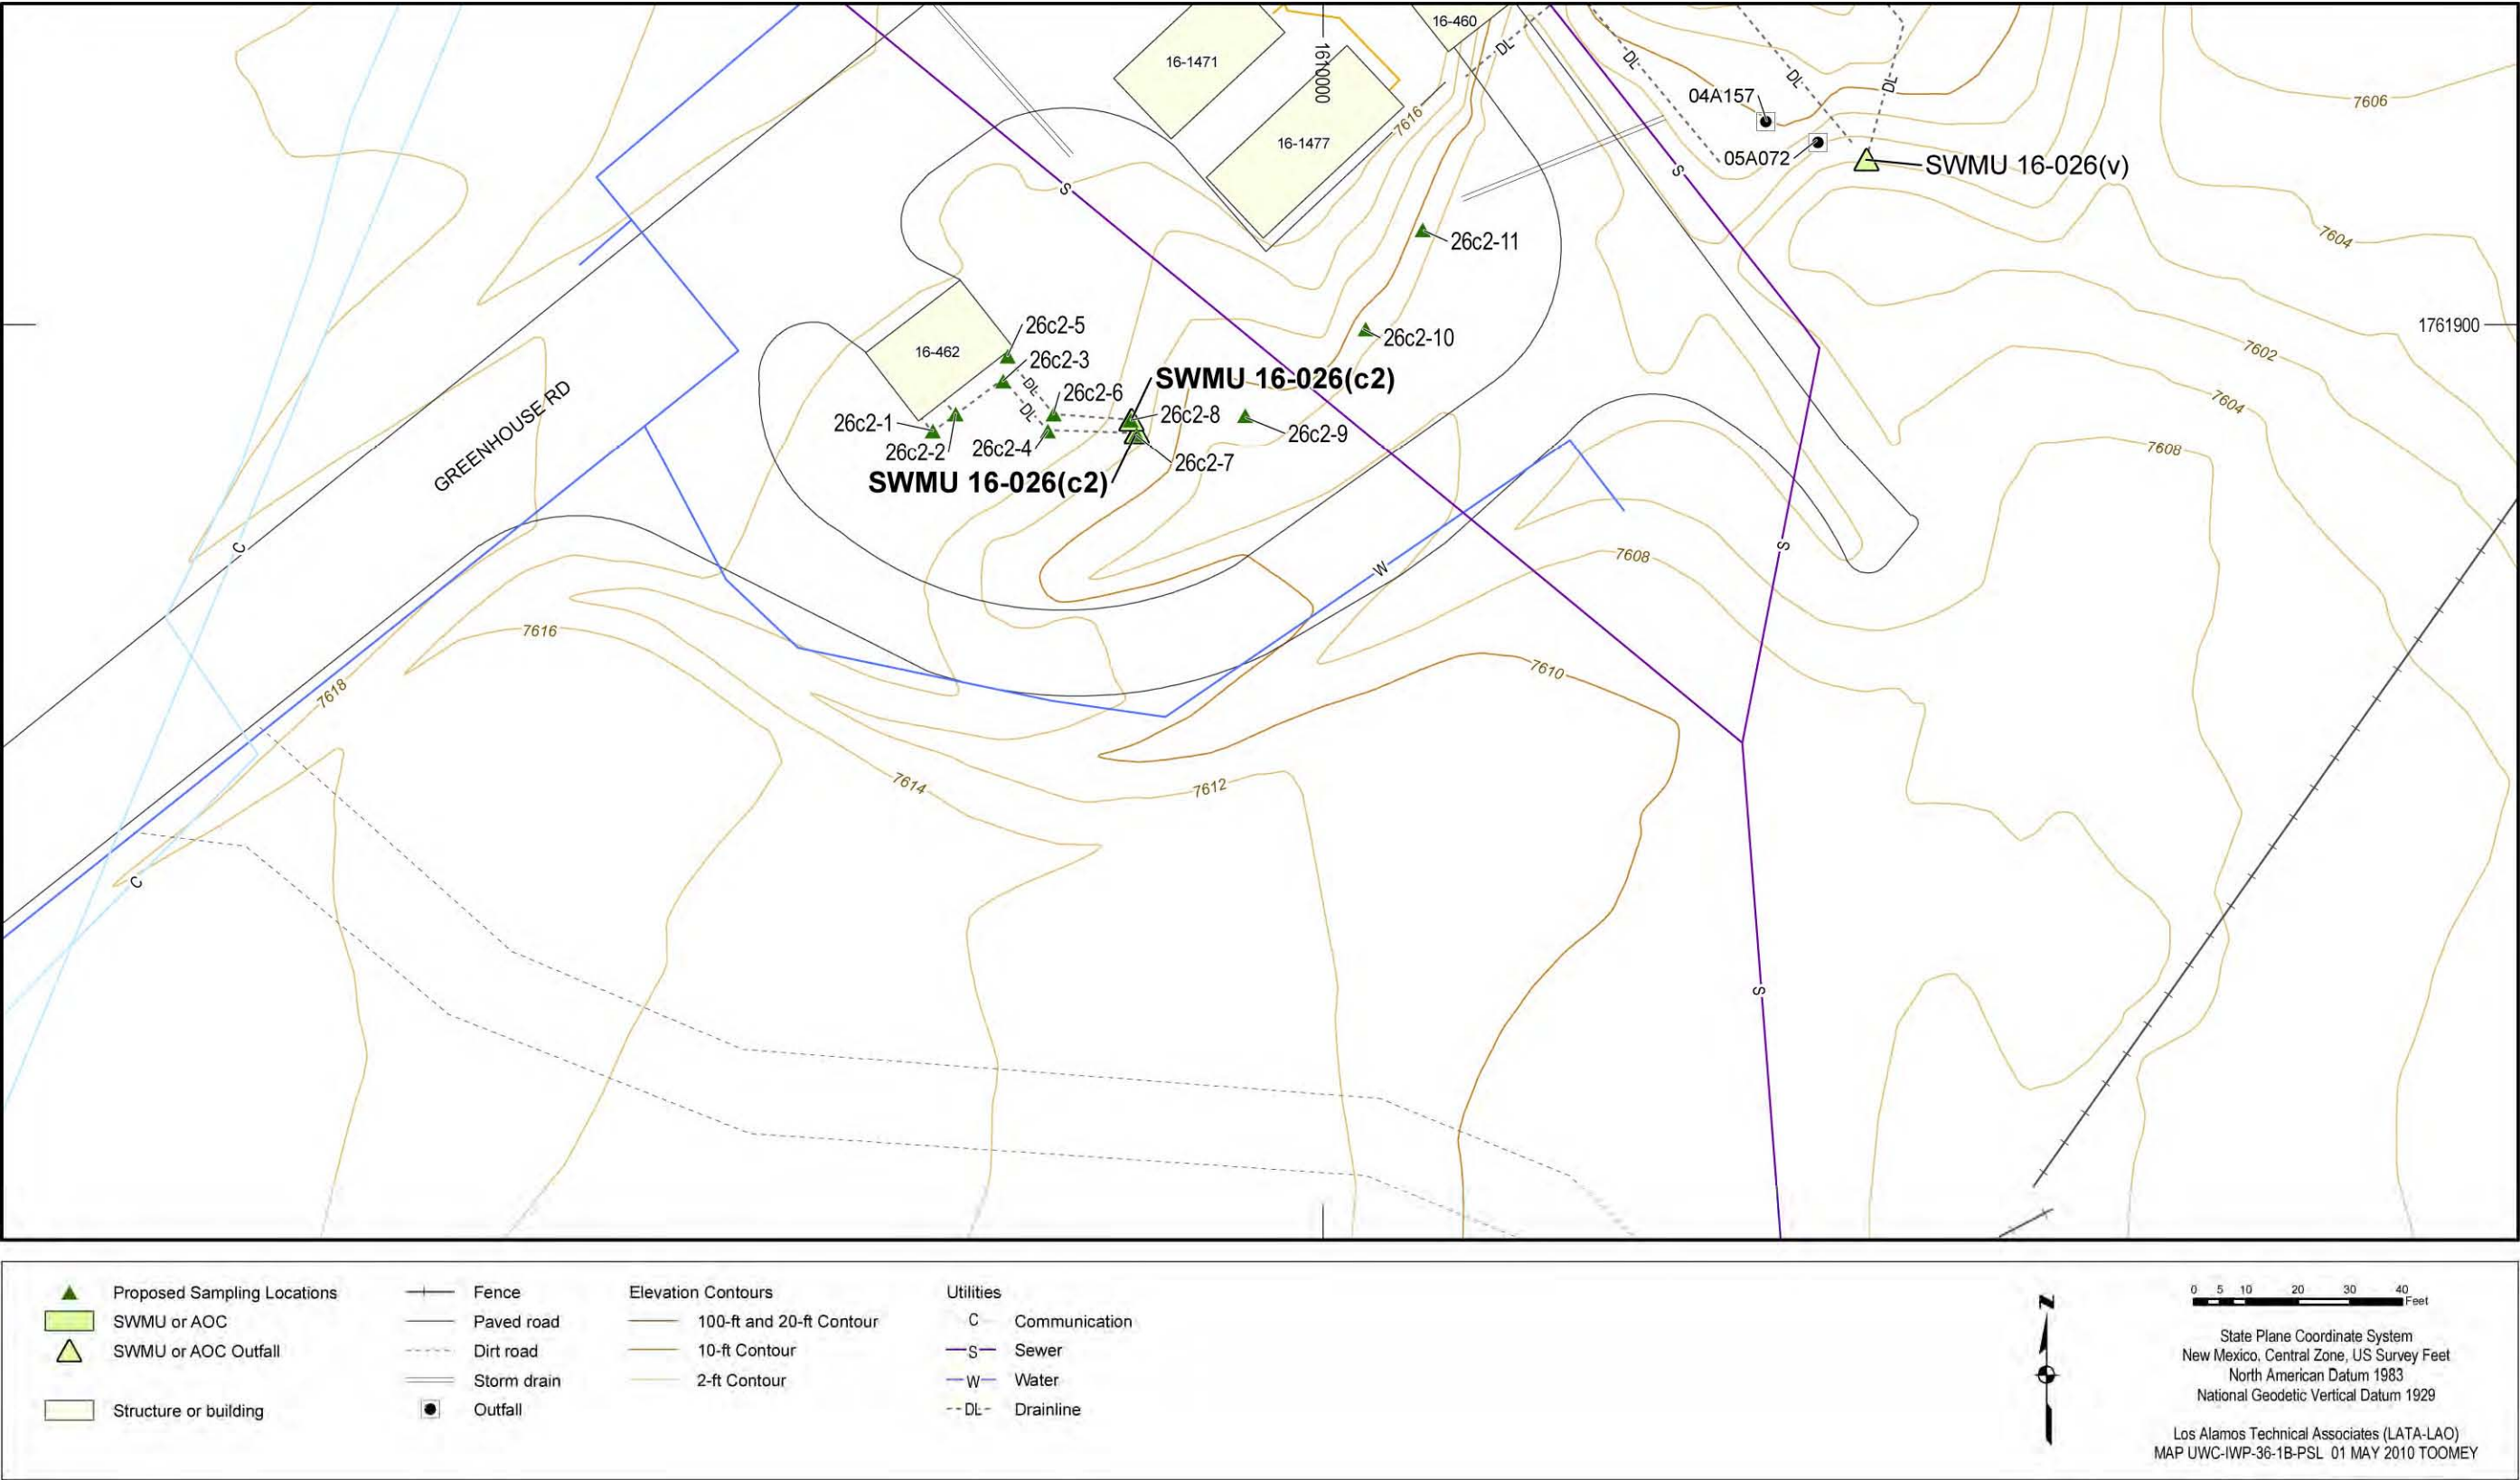 16-460
16-1471
1610000
DL
DL
DL
DL
7606
04A157
7616
16-1477
05A072
SWMU 16-026(v)
S
S
7604
26c2-11
1761900
26c2-5
26c2-10
16-462
26c2-3
7602
SWMU 16-026(c2)
DL
26c2-6
7604
GREENHOUSE RD
DL
26c2-8
26c2-1
26c2-9
26c2-2
26c2-4
7608
26c2-7
SWMU 16-026(c2)
C
S
7608
W
7616
7610
7618
7614
7612
C
S
Proposed Sampling Locations
SWMU or AOC
SWMU or AOC Outfall
Structure or building
Fence
Paved road
Dirt road
Storm drain
Outfall
Elevation Contours
100-ft and 20-ft Contour
10-ft Contour
2-ft Contour
Utilities
C Communication
S Sewer
W Water
DL Drainline
N
0 5 10 20 30 40
Feet
State Plane Coordinate System
New Mexico, Central Zone, US Survey Feet
North American Datum 1983
National Geodetic Vertical Datum 1929
Los Alamos Technical Associates (LATA-LAO)
MAP UWC-IWP-36-1B-PSL 01 MAY 2010 TOOMEY